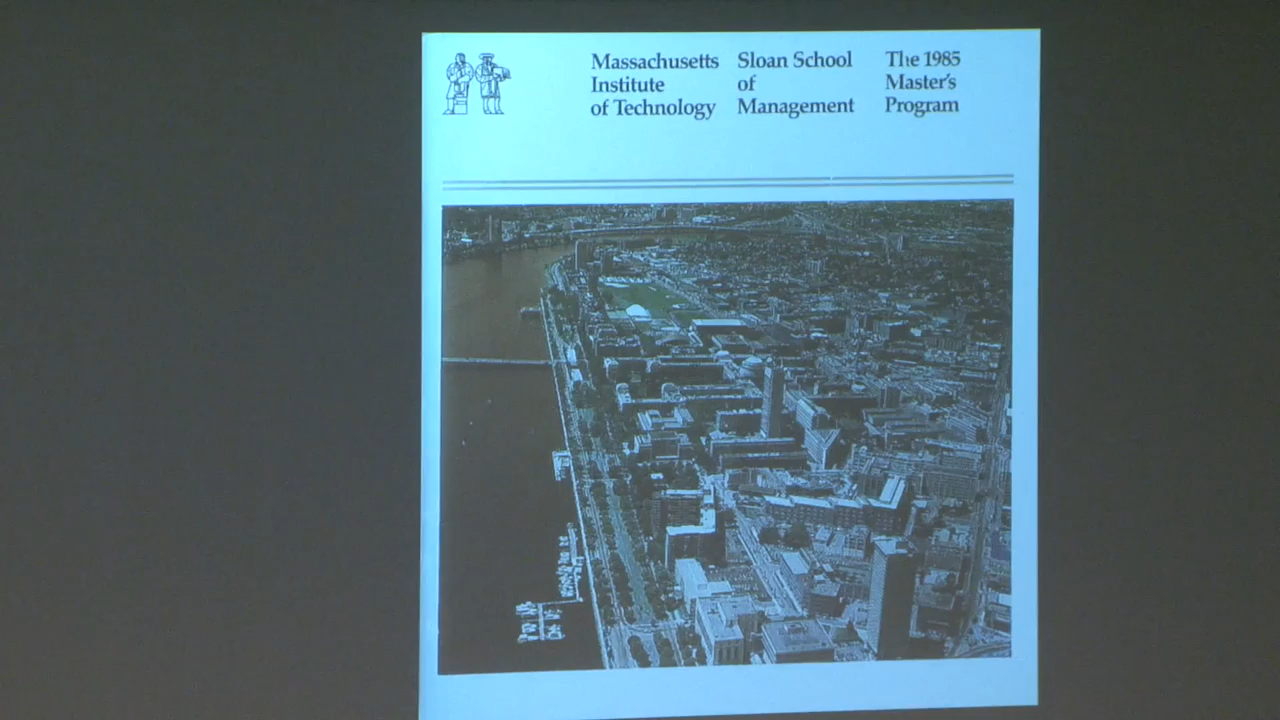 Massachusetts
Institute
of Technology
Sloan School
of
Management
The 1985
Master's
Program